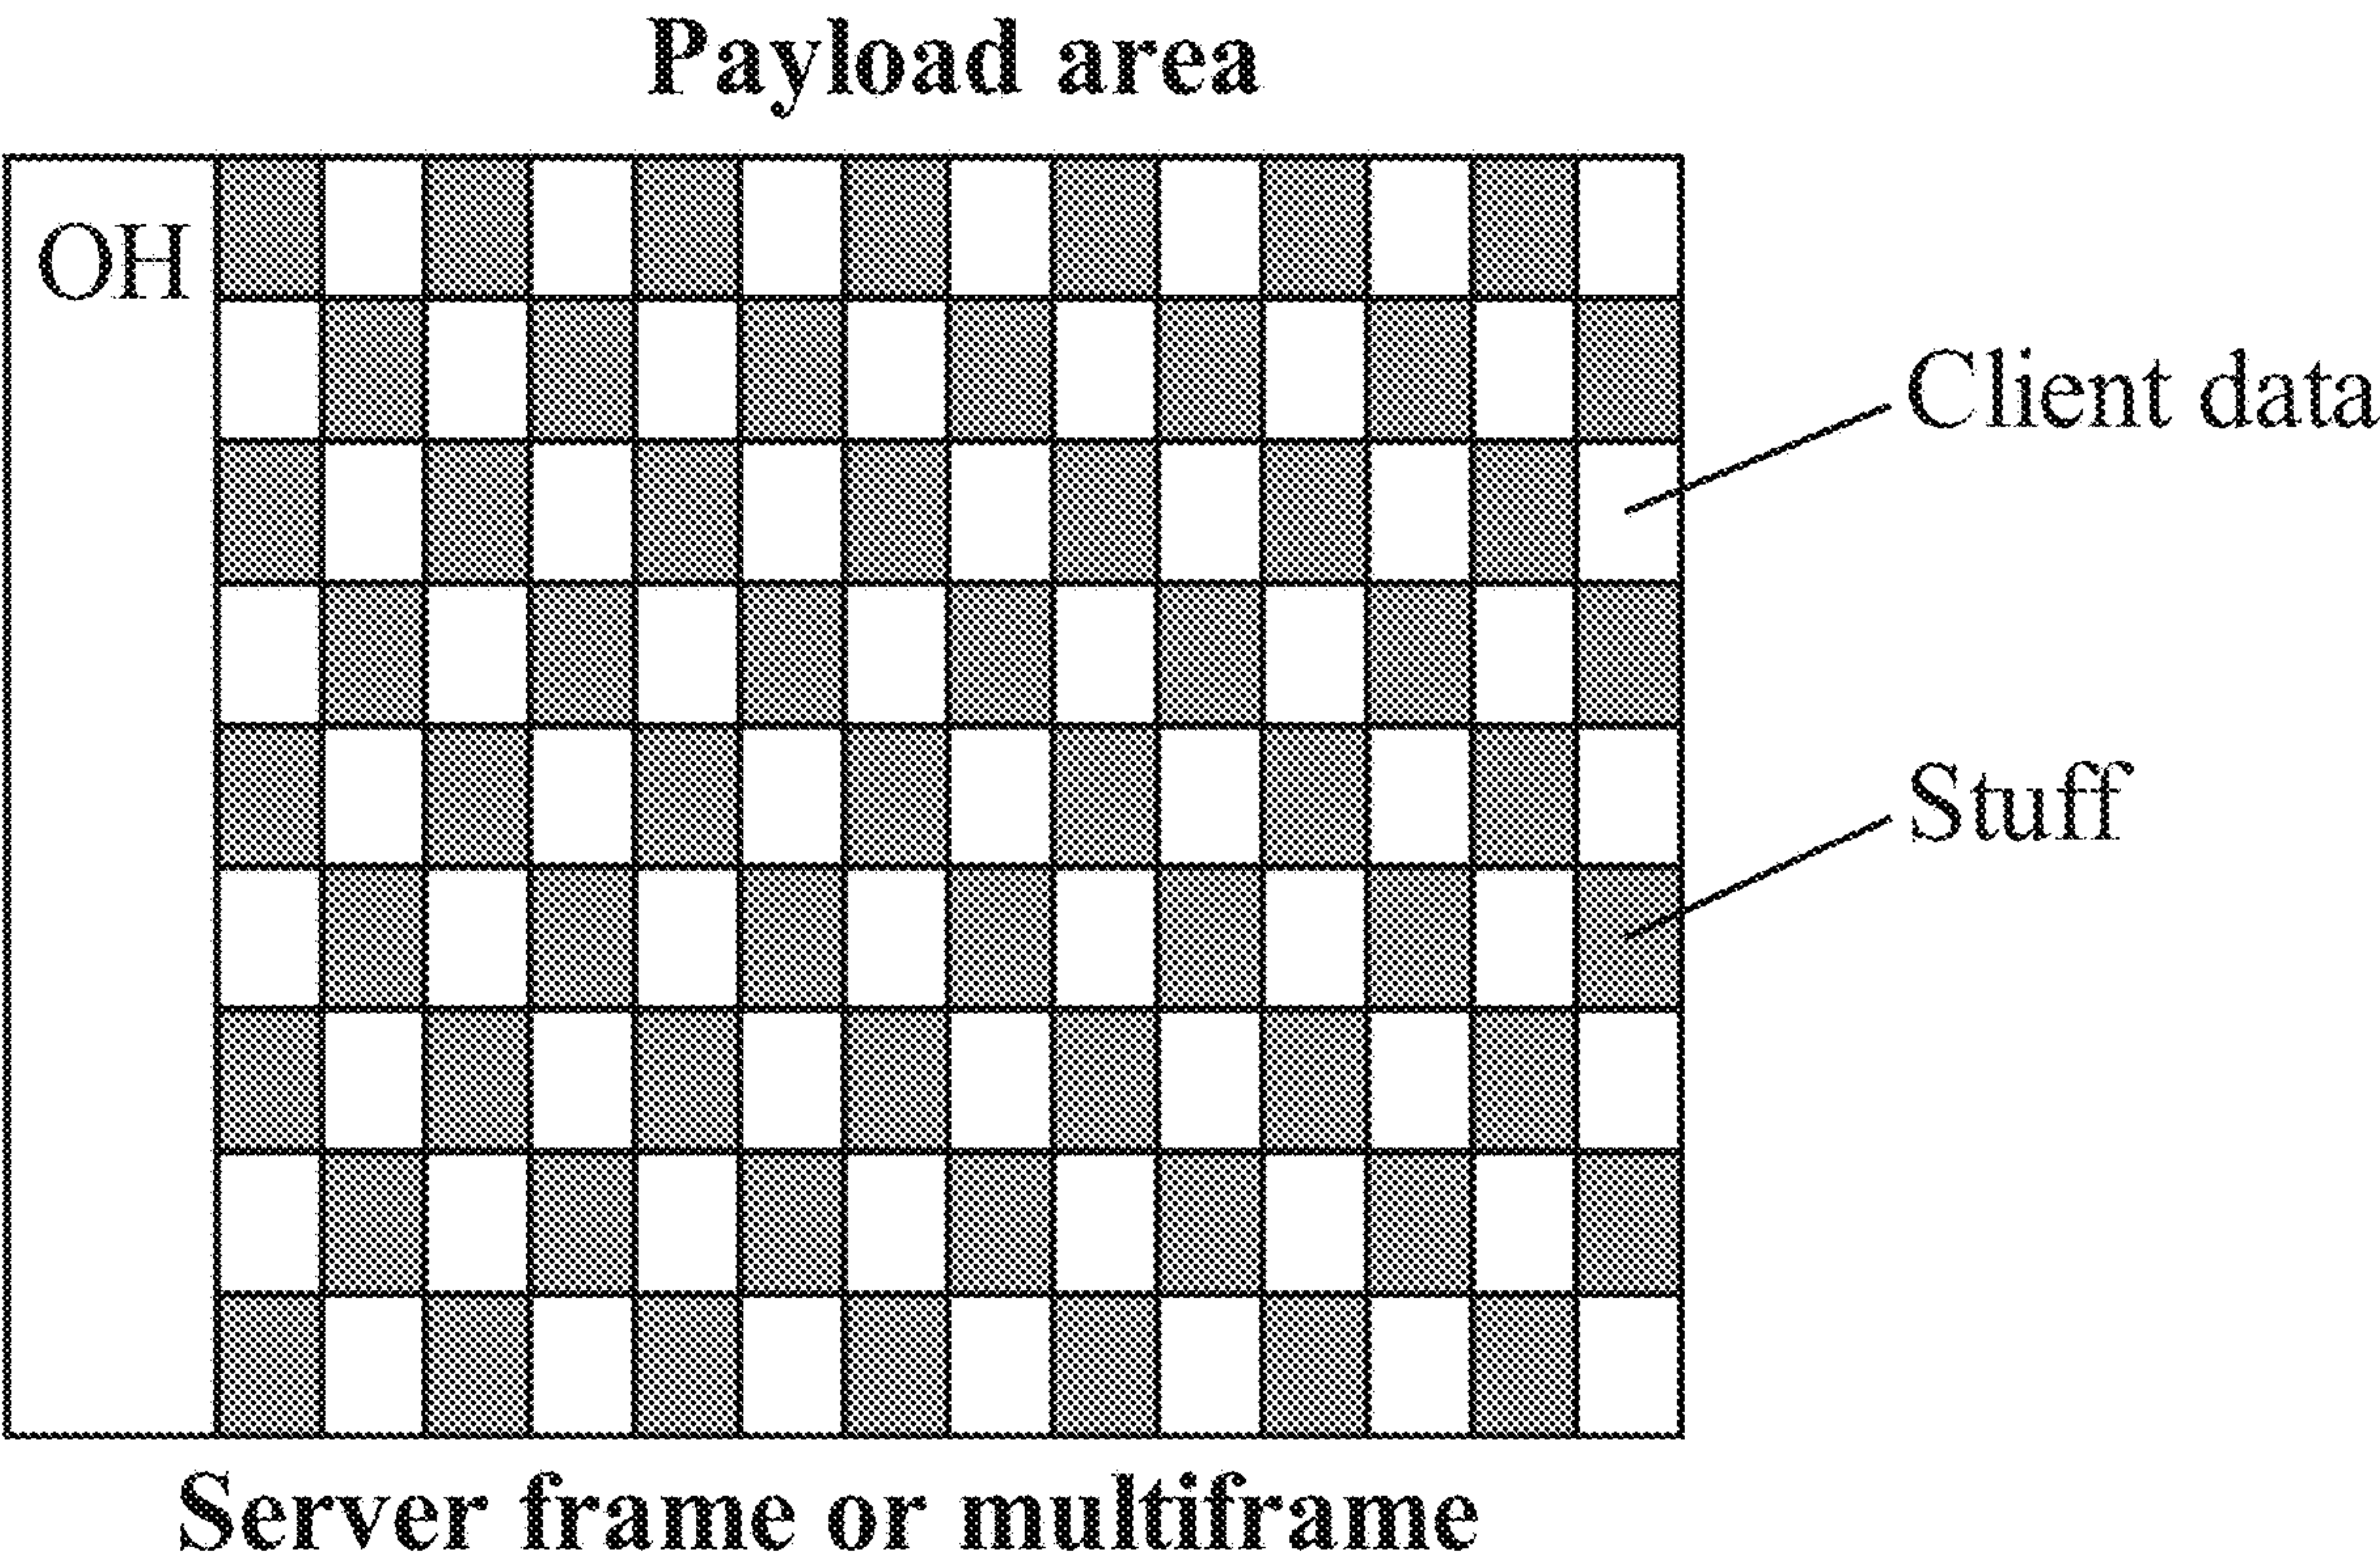 Payload area
OH
Client data
Stuff
Server frame or multiframe